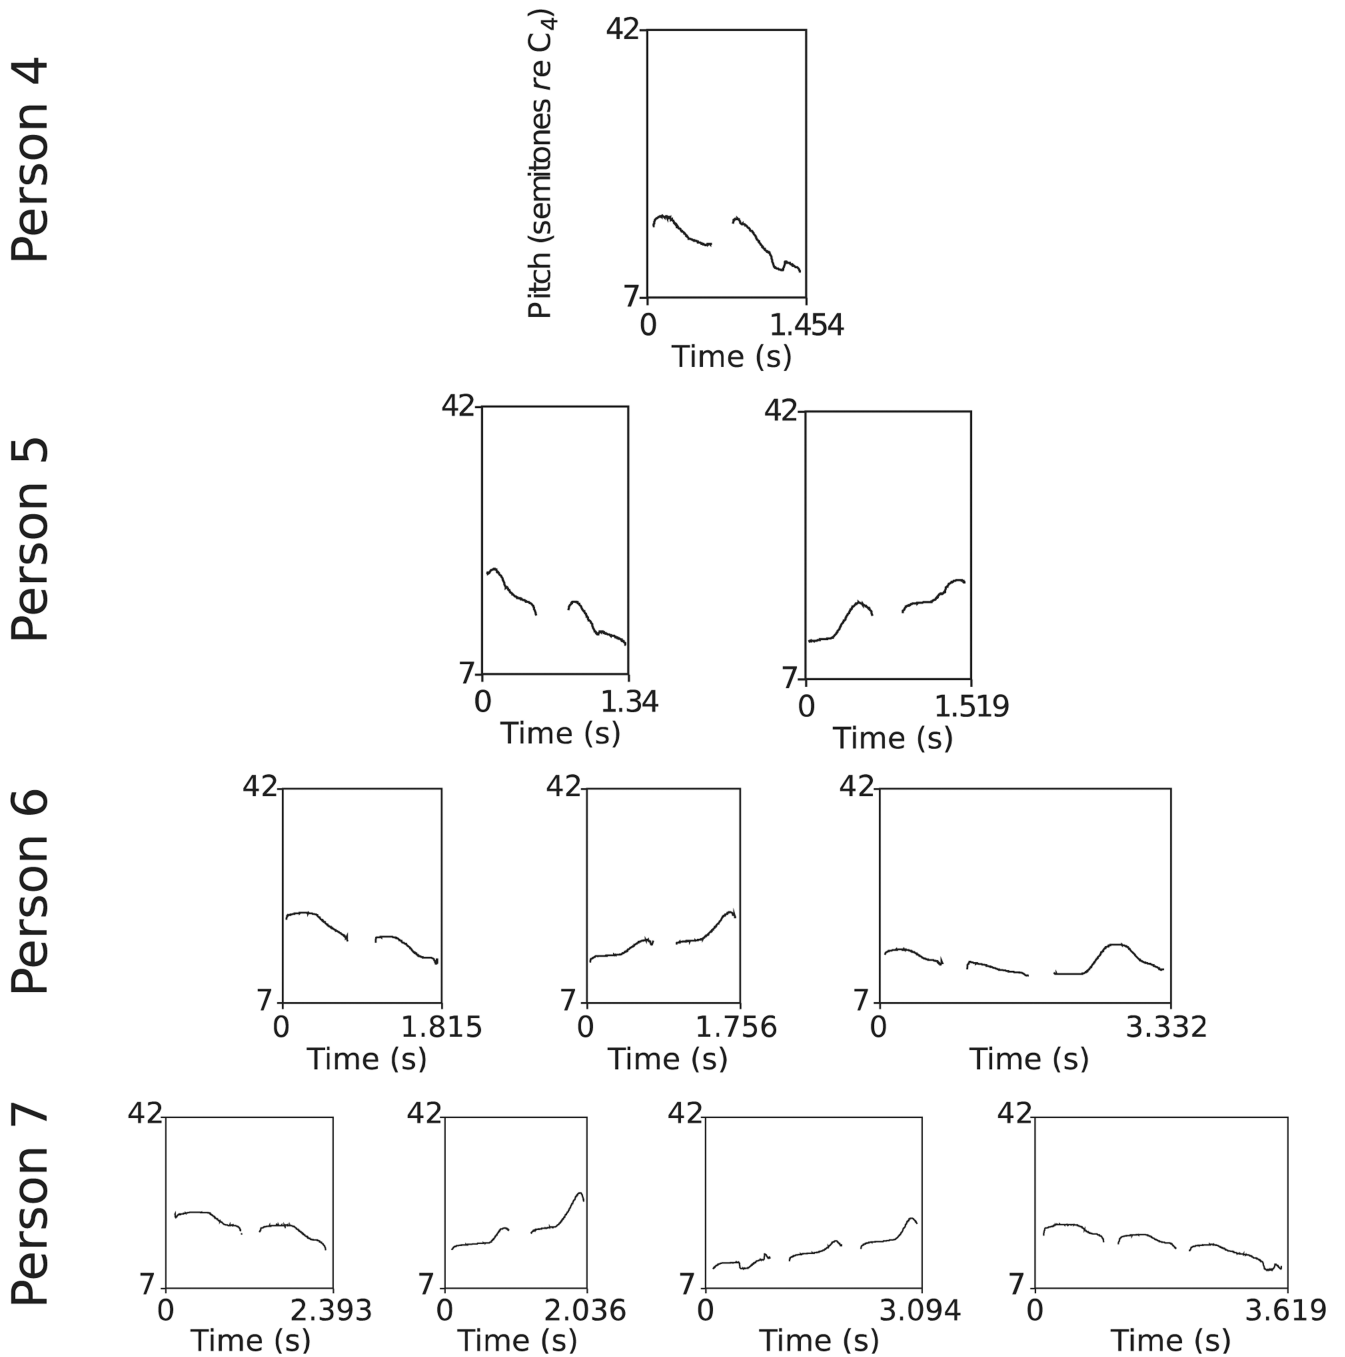 Person 4
Pitch (semitones re C4)
42
7
0 1.454
Time (s)
Person 5
42 42
7 7
0 1.34 0 1.519
Time (s) Time (s)
Person 6
42 42 42
7 7 7
0 1.815 0 1.756 0 3.332
Time (s) Time (s) Time (s)
Person 7
42 42 42 42
7 7 7 7
0 2.393 0 2.036 0 3.094 0 3.619
Time (s) Time (s) Time (s) Time (s)